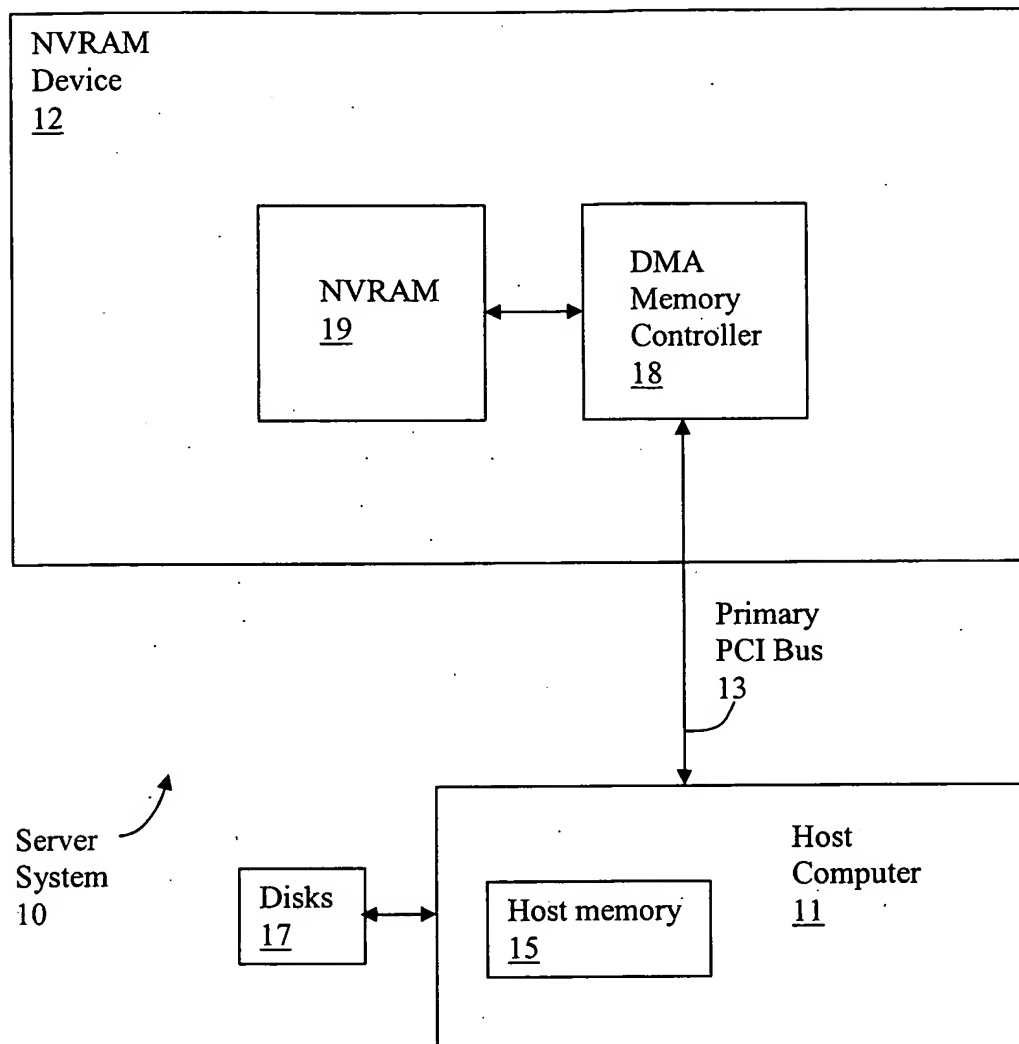 NVRAM
Device
12
NVRAM
19
DMA
Memory
Controller
18
Primary
PCI Bus
13
Server
System
10
Disks
17
Host memory
15
Host
Computer
11